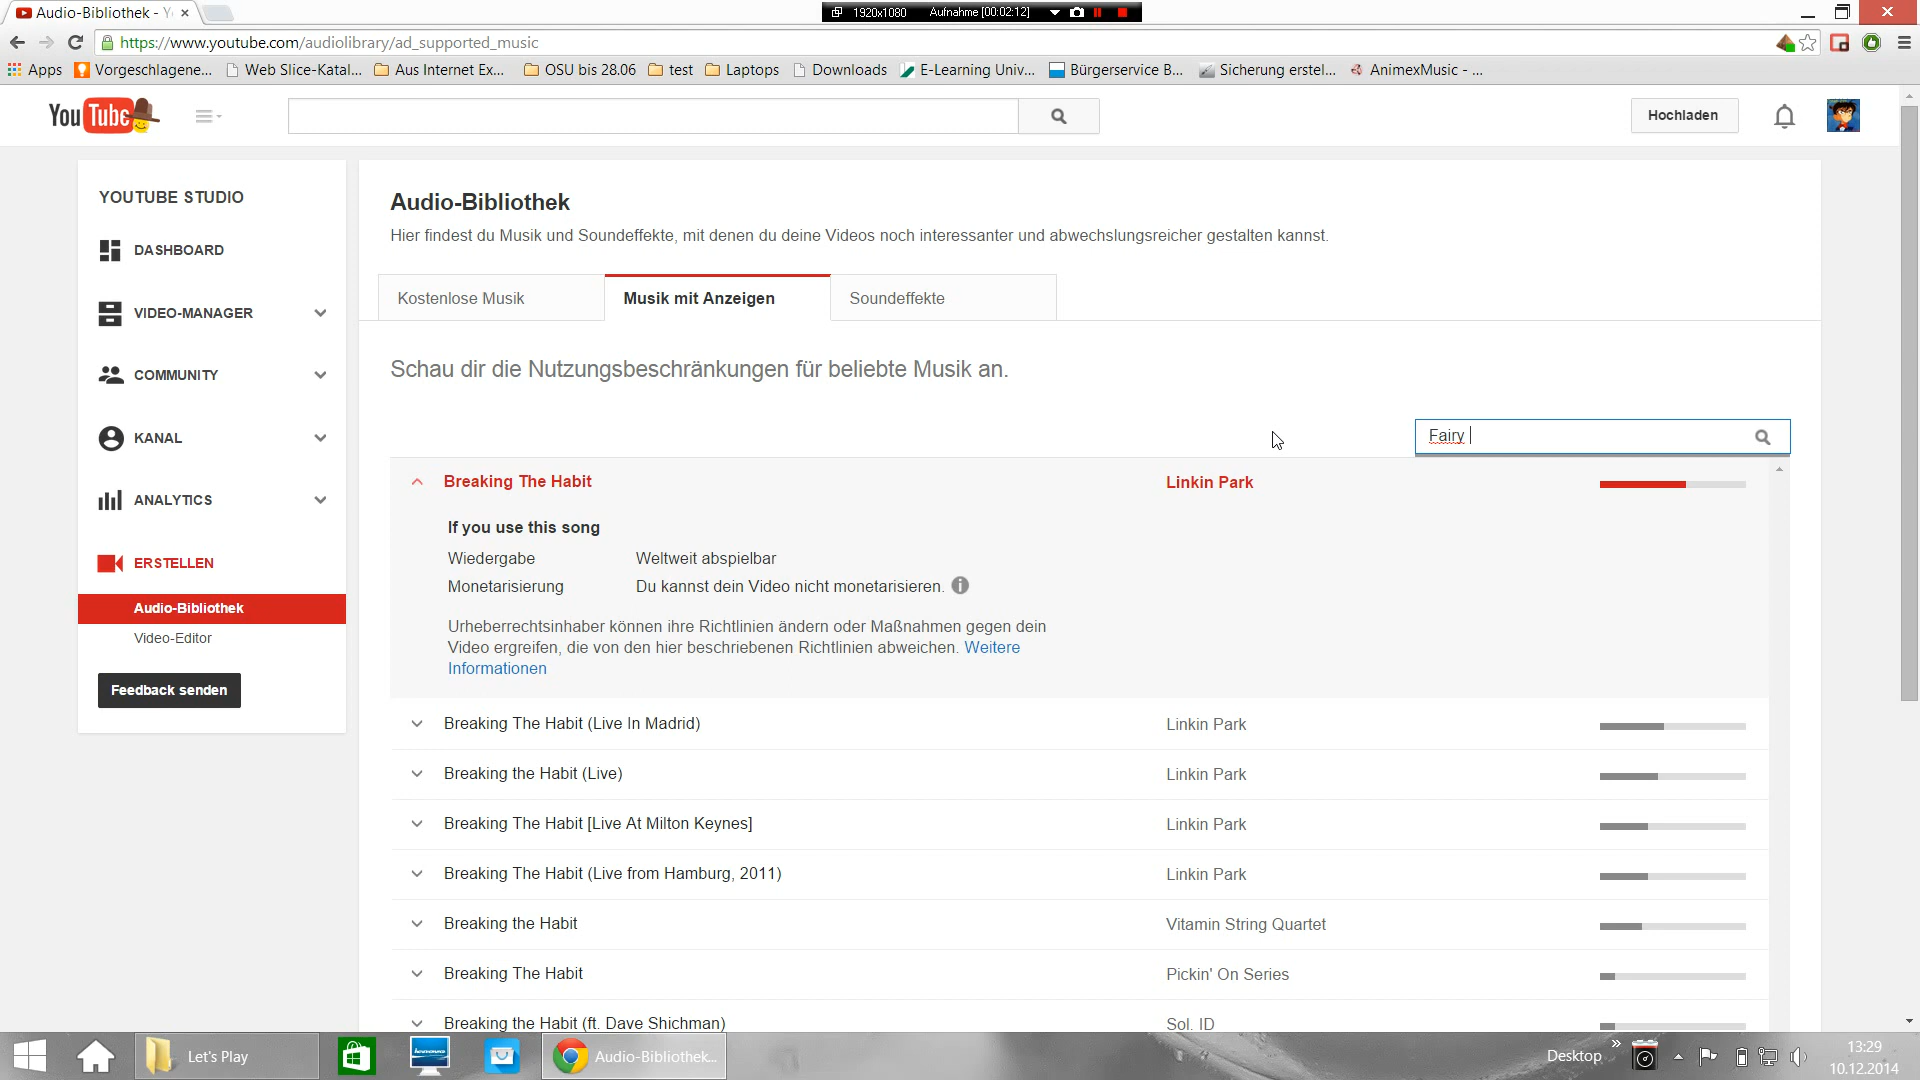 Audio-Bibliothek - Y
1920x1080 Aufnahme [00:02:12]
https://www.youtube.com/audiolibrary/ad_supported_music
Apps Vorgeschlagene... Web Slice-Katal... Aus Internet Ex... OSU bis 28.06 test Laptops Downloads E-Learning Univ... Bürgerservice B... Sicherung erstel... AnimexMusic - ...
YouTube
Hochladen
YOUTUBE STUDIO
DASHBOARD
VIDEO-MANAGER
COMMUNITY
KANAL
ANALYTICS
ERSTELLEN
Audio-Bibliothek
Video-Editor
Feedback senden
Audio-Bibliothek
Hier findest du Musik und Soundeffekte, mit denen du deine Videos noch interessanter und abwechslungsreicher gestalten kannst.
Kostenlose Musik Musik mit Anzeigen Soundeffekte
Schau dir die Nutzungsbeschränkungen für beliebte Musik an.
Fairy
Breaking The Habit Linkin Park
If you use this song
Wiedergabe Weltweit abspielbar
Monetarisierung Du kannst dein Video nicht monetarisieren.
Urheberrechtsinhaber können ihre Richtlinien ändern oder Maßnahmen gegen dein
Video ergreifen, die von den hier beschriebenen Richtlinien abweichen. Weitere
Informationen
Breaking The Habit (Live In Madrid) Linkin Park
Breaking the Habit (Live) Linkin Park
Breaking The Habit [Live At Milton Keynes] Linkin Park
Breaking The Habit (Live from Hamburg, 2011) Linkin Park
Breaking the Habit Vitamin String Quartet
Breaking The Habit Pickin' On Series
Breaking the Habit (ft. Dave Shichman) Sol. ID
Let's Play
Audio-Bibliothek...
Desktop
13:29
10.12.2014